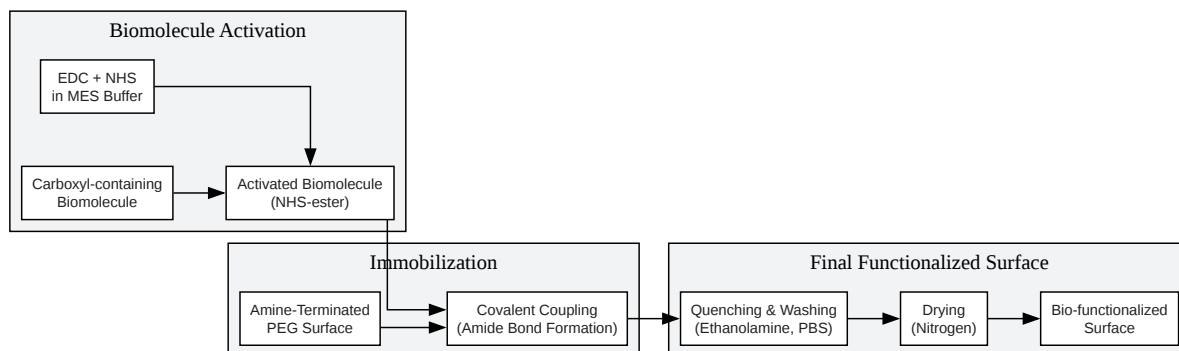 Biomolecule Activation
EDC + NHS
in MES Buffer
Carboxyl-containing
Biomolecule
Activated Biomolecule
(NHS-ester)
Immobilization
Amine-Terminated
PEG Surface
Covalent Coupling
(Amide Bond Formation)
Final Functionalized Surface
Quenching & Washing
(Ethanolamine, PBS)
Drying
(Nitrogen)
Bio-functionalized
Surface